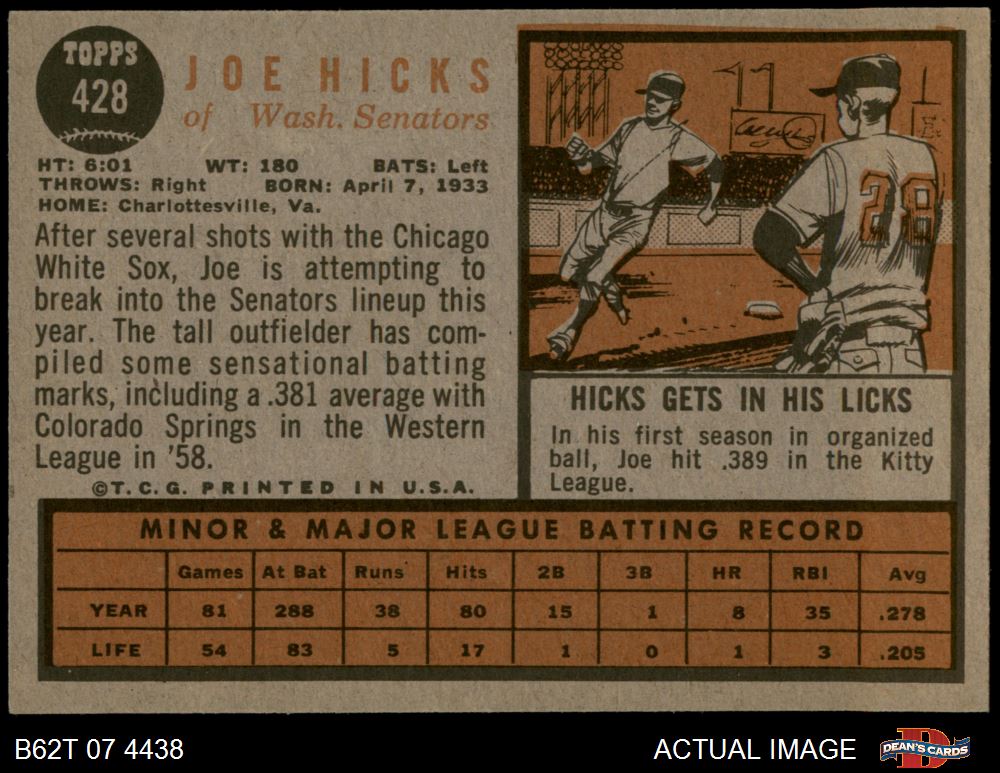 TOPPS
428
JOE HICKS
of Wash. Senators
HT: 6:01 WT: 180 BATS: Left
THROWS: Right BORN: April 7, 1933
HOME: Charlottesville, Va.
After several shots with the Chicago
White Sox, Joe is attempting to
break into the Senators lineup this
year. The tall outfielder has com-
piled some sensational batting
marks, including a .381 average with
Colorado Springs in the Western
League in '58.
©T.C.G. PRINTED IN U.S.A.
28
HICKS GETS IN HIS LICKS
In his first season in organized
ball, Joe hit .389 in the Kitty
League.
MINOR & MAJOR LEAGUE BATTING RECORD
Games At Bat Runs Hits 2B 3B HR RBI Avg
YEAR 81 288 38 80 15 1 8 35 .278
LIFE 54 83 5 17 1 0 1 3 .205
B62T 07 4438
ACTUAL IMAGE
DEAN'S CARDS